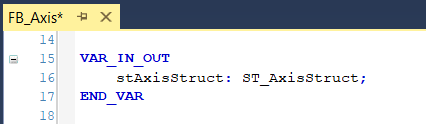 FB_Axis*
14
15 VAR_IN_OUT
16 stAxisStruct: ST_AxisStruct;
17 END_VAR
18